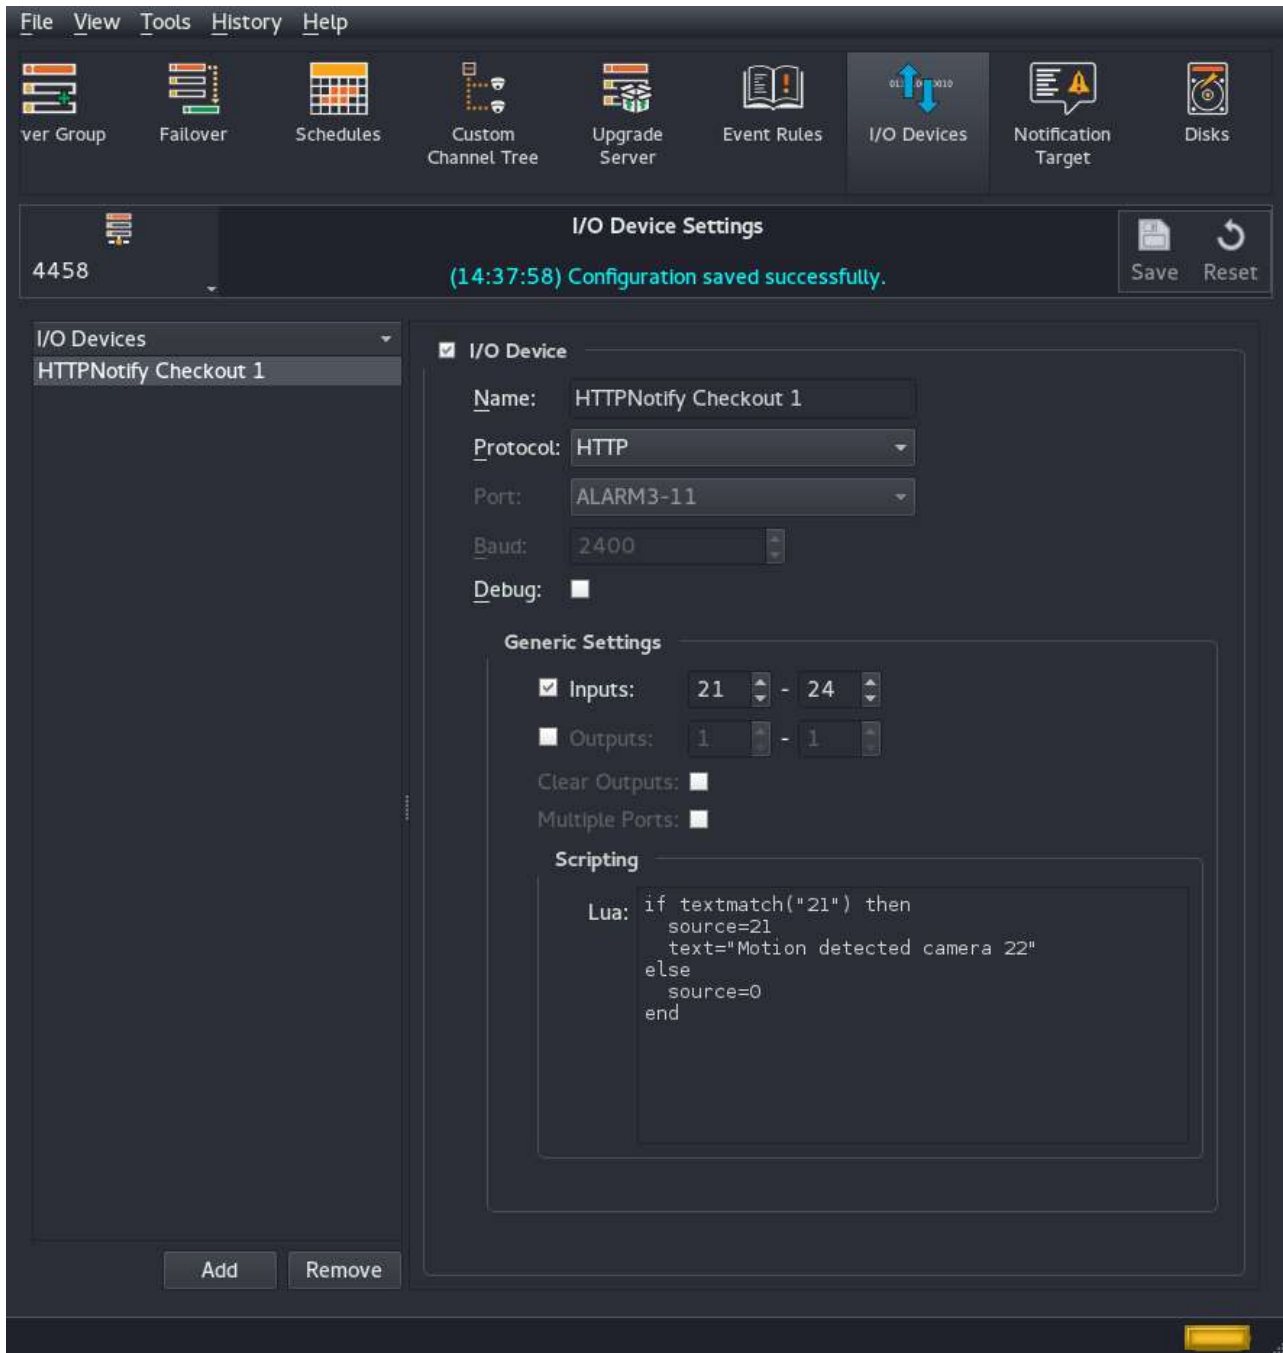 File View Tools History Help
ver Group
Failover
Schedules
Custom
Channel Tree
Upgrade
Server
Event Rules
I/O Devices
Notification
Target
Disks
4458
I/O Device Settings
(14:37:58) Configuration saved successfully.
Save Reset
I/O Devices
HTTPNotify Checkout 1
I/O Device
Name: HTTPNotify Checkout 1
Protocol: HTTP
Port: ALARM3-11
Baud: 2400
Debug:
Generic Settings
Inputs: 21 - 24
Outputs: 1 - 1
Clear Outputs:
Multiple Ports:
Scripting
Lua:
if textmatch("21") then
source=21
text="Motion detected camera 22"
else
source=0
end
Add Remove